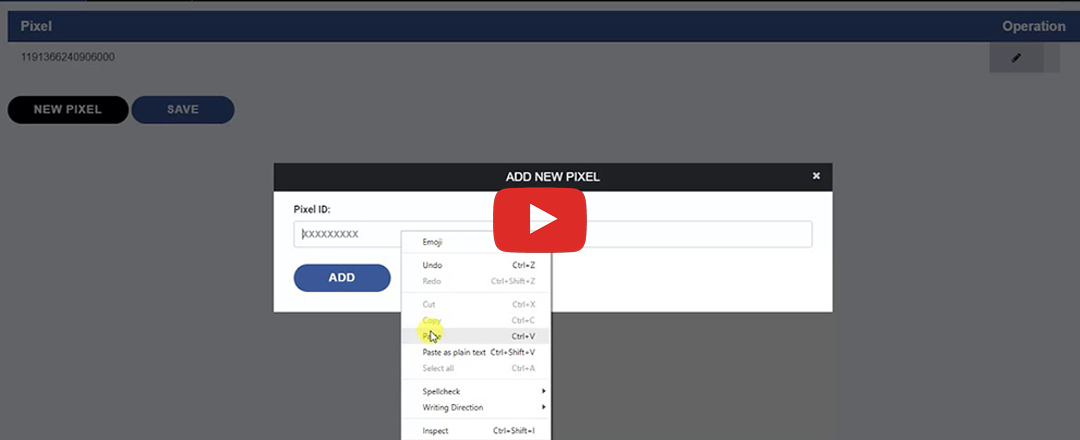 Pixel Operation
1191366240906000
NEW PIXEL SAVE
ADD NEW PIXEL ×
Pixel ID:
XXXXXXXXX
Emoji
ADD
Undo Ctrl+Z
Redo Ctrl+Shift+Z
Cut Ctrl+X
Copy Ctrl+C
Paste Ctrl+V
Paste as plain text Ctrl+Shift+V
Select all Ctrl+A
Spellcheck
Writing Direction
Inspect Ctrl+Shift+I